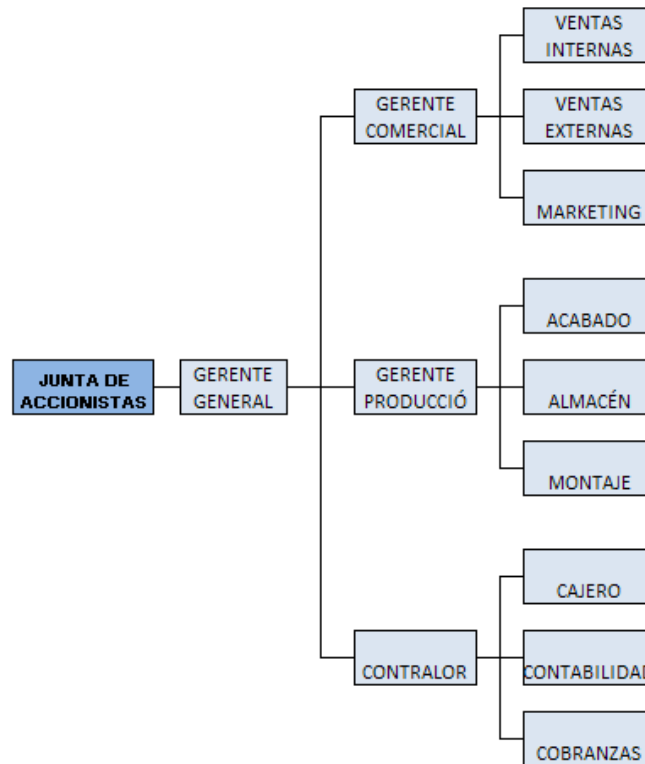 VENTAS
INTERNAS
GERENTE
COMERCIAL
VENTAS
EXTERNAS
MARKETING
ACABADO
JUNTA DE
ACCIONISTAS
GERENTE
GENERAL
GERENTE
PRODUCCIÓ
ALMACÉN
MONTAJE
CAJERO
CONTRALOR
CONTABILIDAD
COBRANZAS